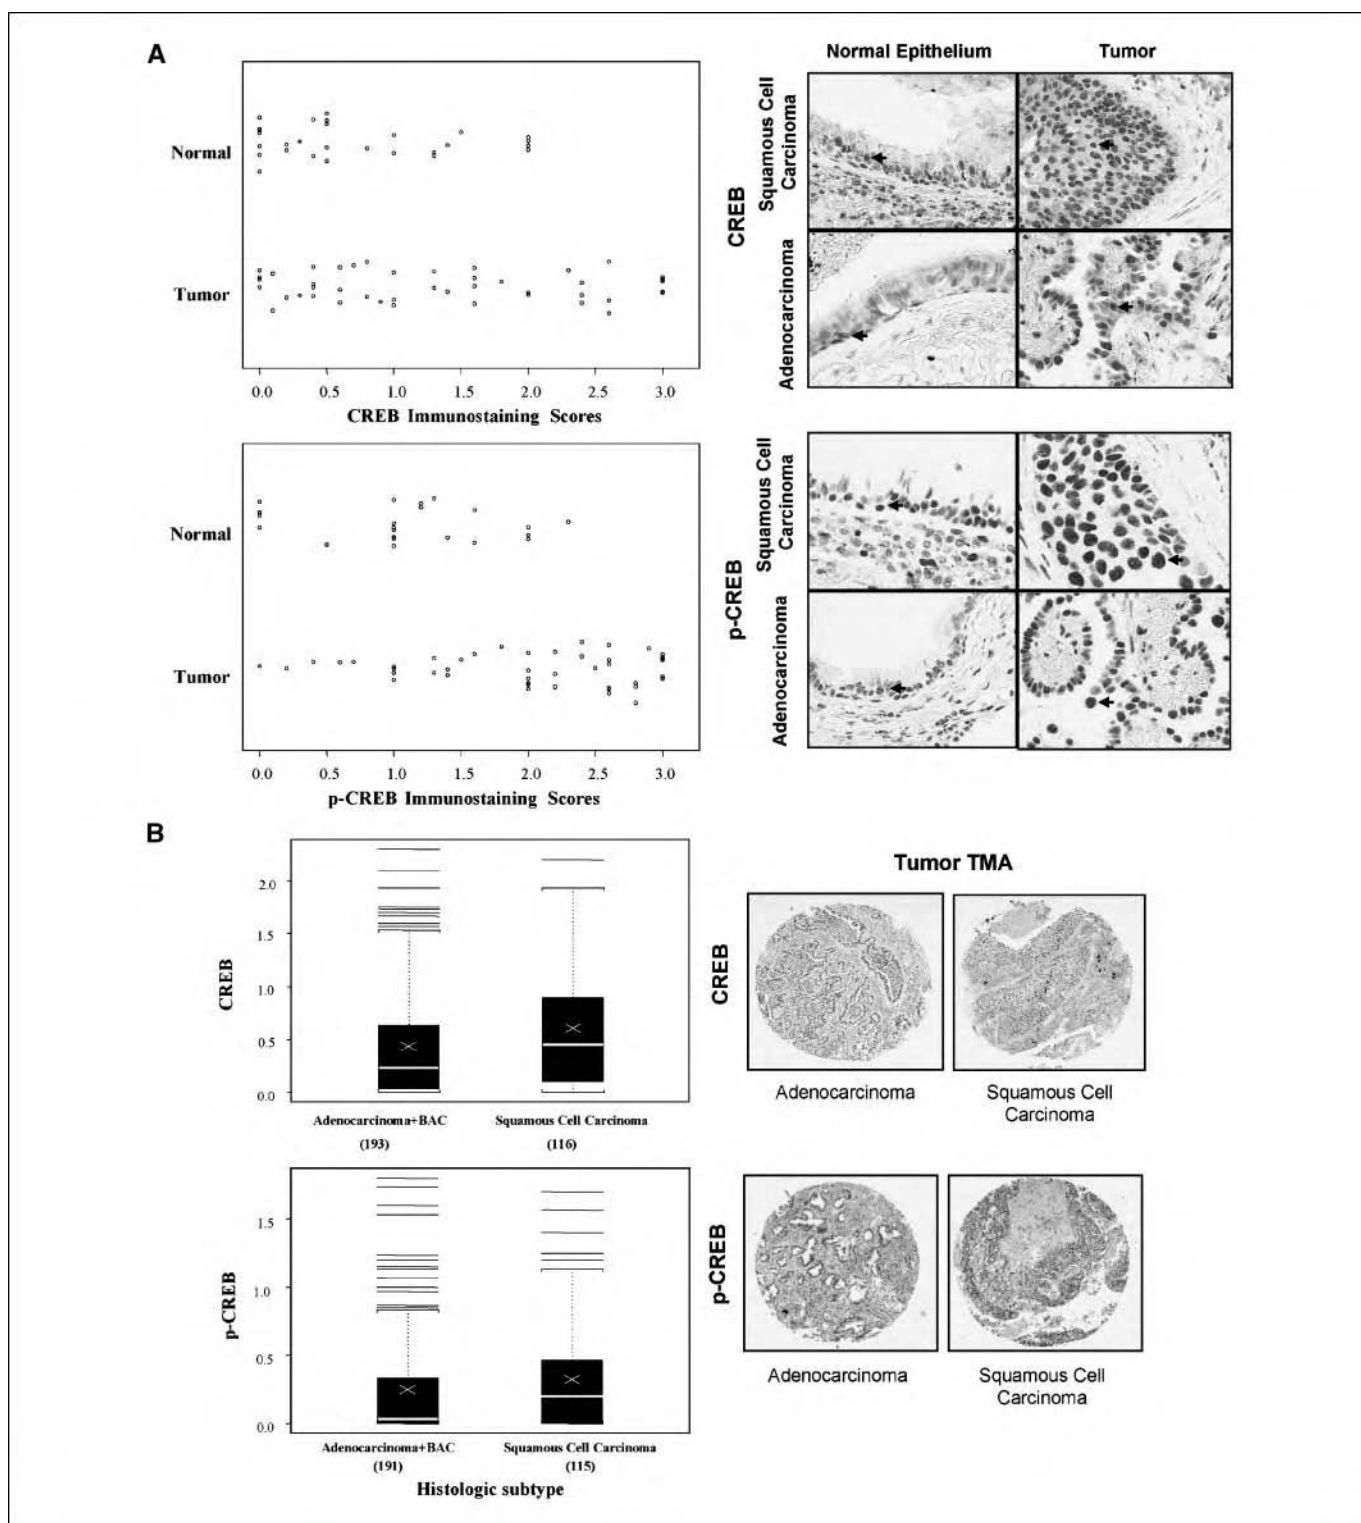 A
Normal
Tumor
0.0 0.5 1.0 1.5 2.0 2.5 3.0
CREB Immunostaining Scores
Normal Epithelium Tumor
CREB
Squamous Cell
Carcinoma
Adenocarcinoma
Normal
Tumor
0.0 0.5 1.0 1.5 2.0 2.5 3.0
p-CREB Immunostaining Scores
p-CREB
Squamous Cell
Carcinoma
Adenocarcinoma
B
CREB
2.0
1.5
1.0
0.5
0.0
Adenocarcinoma+BAC Squamous Cell Carcinoma
(193) (116)
Tumor TMA
CREB
Adenocarcinoma
Squamous Cell
Carcinoma
p-CREB
1.5
1.0
0.5
0.0
Adenocarcinoma+BAC Squamous Cell Carcinoma
(191) (115)
Histologic subtype
p-CREB
Adenocarcinoma
Squamous Cell
Carcinoma